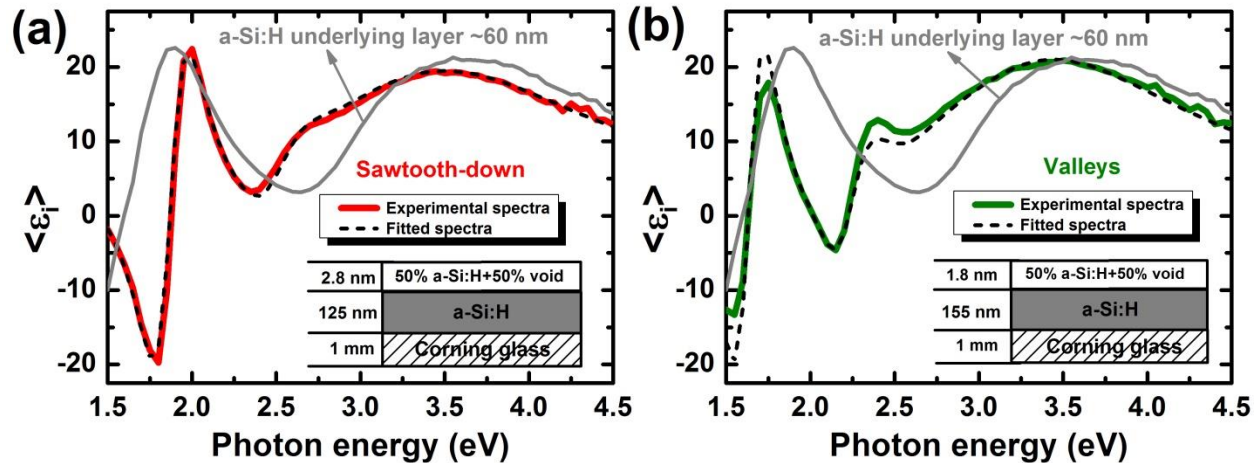 (a)
a-Si:H underlying layer ~60 nm
20
10
0
-10
-20
<εi>
Sawtooth-down
Experimental spectra
Fitted spectra
2.8 nm 50% a-Si:H+50% void
125 nm a-Si:H
1 mm Corning glass
1.5 2.0 2.5 3.0 3.5 4.0 4.5
Photon energy (eV)
(b)
a-Si:H underlying layer ~60 nm
20
10
0
-10
-20
<εi>
Valleys
Experimental spectra
Fitted spectra
1.8 nm 50% a-Si:H+50% void
155 nm a-Si:H
1 mm Corning glass
1.5 2.0 2.5 3.0 3.5 4.0 4.5
Photon energy (eV)